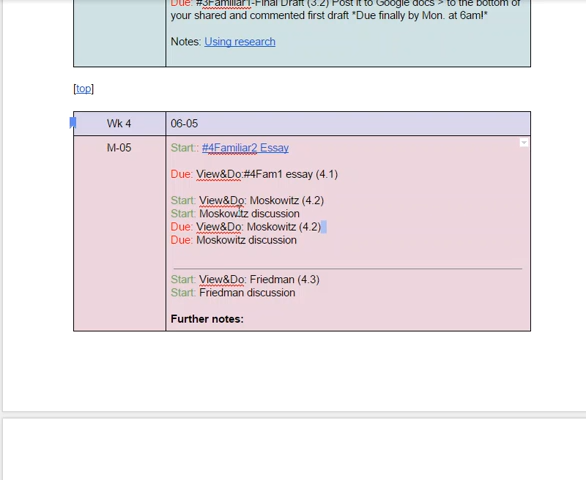 Due: #3Familiar1-Final Draft (3.2) Post it to Google docs > to the bottom of
your shared and commented first draft *Due finally by Mon. at 6am!*
Notes: Using research
[top]
Wk 4
06-05
M-05
Start:: #4Familiar2 Essay
Due: View&Do:#4Fam1 essay (4.1)
Start: View&Do: Moskowitz (4.2)
Start: Moskowitz discussion
Due: View&Do: Moskowitz (4.2)
Due: Moskowitz discussion
Start: View&Do: Friedman (4.3)
Start: Friedman discussion
Further notes: